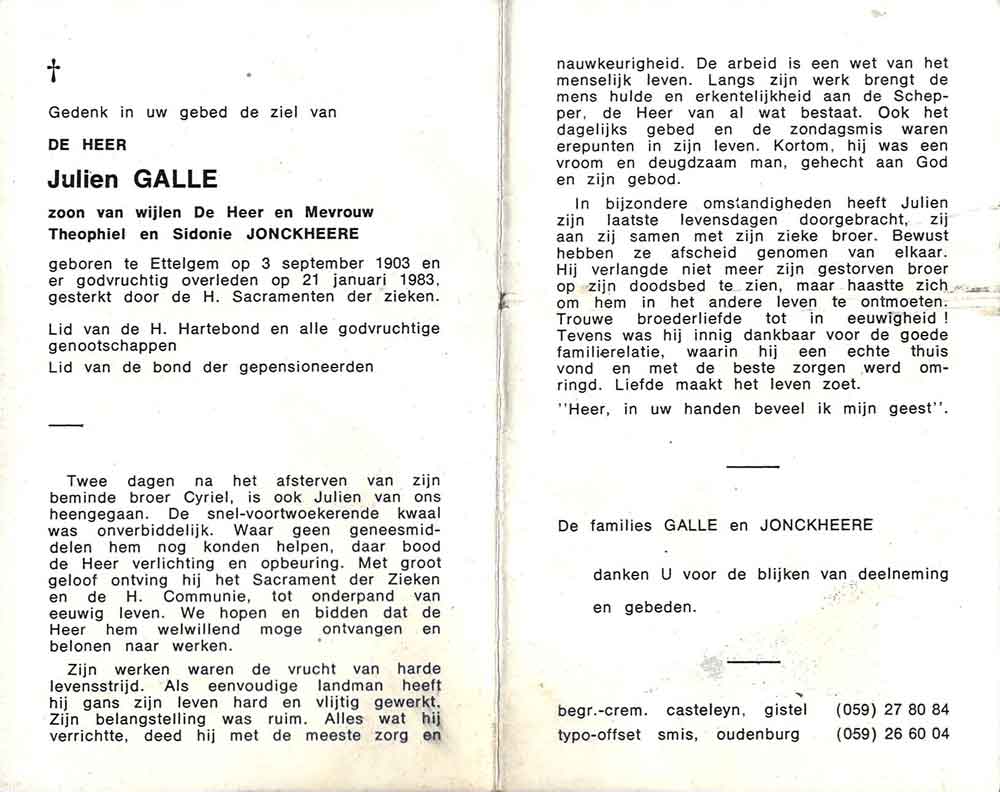 †
Gedenk in uw gebed de ziel van
DE HEER
Julien GALLE
zoon van wijlen De Heer en Mevrouw
Theophiel en Sidonie JONCKHEERE
geboren te Ettelgem op 3 september 1903 en
er godvruchtig overleden op 21 januari 1983,
gesterkt door de H. Sacramenten der zieken.
Lid van de H. Hartebond en alle godvruchtige
genootschappen
Lid van de bond der gepensioneerden
Twee dagen na het afsterven van zijn
beminde broer Cyriel, is ook Julien van ons
heengegaan. De snel-voortwoekerende kwaal
was onverbiddelijk. Waar geen geneesmid-
delen hem nog konden helpen, daar bood
de Heer verlichting en opbeuring. Met groot
geloof ontving hij het Sacrament der Zieken
en de H. Communie, tot onderpand van
eeuwig leven. We hopen en bidden dat de
Heer hem welwillend moge ontvangen en
belonen naar werken.
Zijn werken waren de vrucht van harde
levensstrijd. Als eenvoudige landman heeft
hij gans zijn leven hard en vlijtig gewerkt.
Zijn belangstelling was ruim. Alles wat hij
verrichtte, deed hij met de meeste zorg en
nauwkeurigheid. De arbeid is een wet van het
menselijk leven. Langs zijn werk brengt de
mens hulde en erkentelijkheid aan de Schep-
per, de Heer van al wat bestaat. Ook het
dagelijks gebed en de zondagsmis waren
erepunten in zijn leven. Kortom, hij was een
vroom en deugdzaam man, gehecht aan God
en zijn gebod.
In bijzondere omstandigheden heeft Julien
zijn laatste levensdagen doorgebracht, zij
aan zij samen met zijn zieke broer. Bewust
hebben ze afscheid genomen van elkaar.
Hij verlangde niet meer zijn gestorven broer
op zijn doodsbed te zien, maar haastte zich
om hem in het andere leven te ontmoeten.
Trouwe broederliefde tot in eeuwigheid !
Tevens was hij innig dankbaar voor de goede
familierelatie, waarin hij een echte thuis
vond en met de beste zorgen werd om-
ringd. Liefde maakt het leven zoet.
"Heer, in uw handen beveel ik mijn geest".
De families GALLE en JONCKHEERE
danken U voor de blijken van deelneming
en gebeden.
begr.-crem. casteleyn, gistel (059) 27 80 84
typo-offset smis, oudenburg (059) 26 60 04